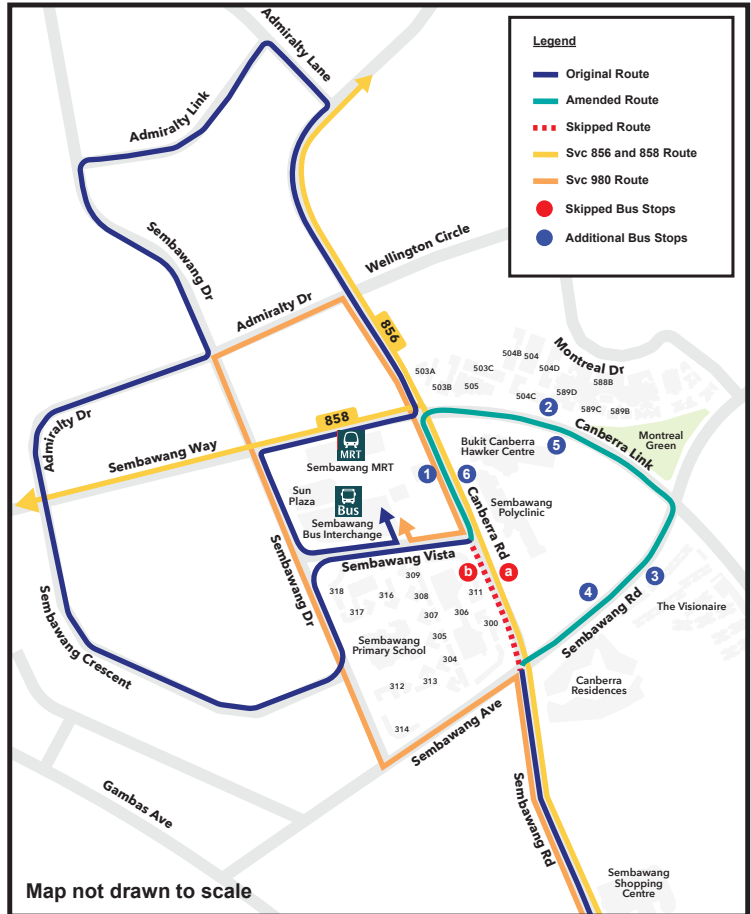 Legend
Original Route
Amended Route
Skipped Route
Svc 856 and 858 Route
Svc 980 Route
Skipped Bus Stops
Additional Bus Stops
Admiralty Lane
Admiralty Link
Sembawang Dr
Wellington Circle
Admiralty Dr
856
Montreal Dr
504B
504
503A
503C
504D
588B
503B
505
504C
589D
589C
589B
2
858
Admiralty Dr
Sembawang Way
MRT
Sembawang MRT
Bukit Canberra
Hawker Centre
5
Canberra Link
Montreal
Green
1
6
Sun
Plaza
Bus
Sembawang
Bus Interchange
Canberra Rd
Sembawang
Polyclinic
Sembawang Vista
b
a
309
318
316
308
311
317
307
306
300
3
4
Sembawang Rd
The Visionaire
Sembawang Dr
Sembawang
Primary School
305
304
312
313
314
Sembawang Crescent
Canberra
Residences
Sembawang Ave
Gambas Ave
Sembawang Rd
Sembawang
Shopping
Centre
Map not drawn to scale